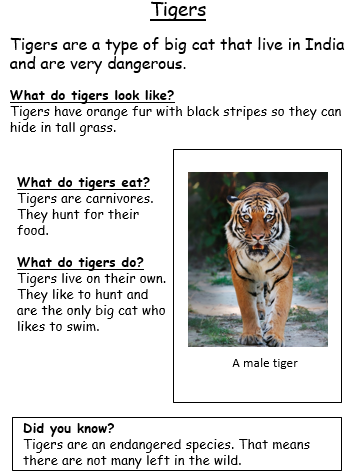 Tigers
Tigers are a type of big cat that live in India
and are very dangerous.
What do tigers look like?
Tigers have orange fur with black stripes so they can
hide in tall grass.
What do tigers eat?
Tigers are carnivores.
They hunt for their
food.
What do tigers do?
Tigers live on their own.
They like to hunt and
are the only big cat who
likes to swim.
A male tiger
Did you know?
Tigers are an endangered species. That means
there are not many left in the wild.